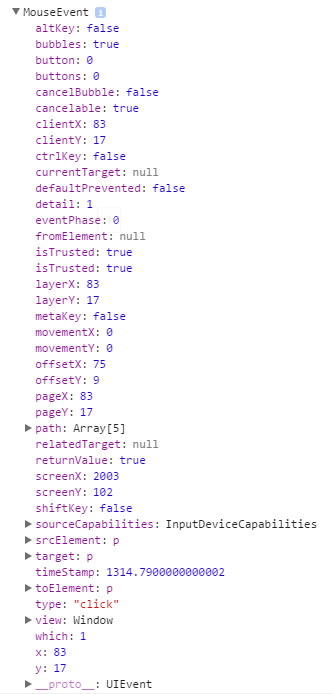 MouseEvent i
altKey: false
bubbles: true
button: 0
buttons: 0
cancelBubble: false
cancelable: true
clientX: 83
clientY: 17
ctrlKey: false
currentTarget: null
defaultPrevented: false
detail: 1
eventPhase: 0
fromElement: null
isTrusted: true
isTrusted: true
layerX: 83
layerY: 17
metaKey: false
movementX: 0
movementY: 0
offsetX: 75
offsetY: 9
pageX: 83
pageY: 17
path: Array[5]
relatedTarget: null
returnValue: true
screenX: 2003
screenY: 102
shiftKey: false
sourceCapabilities: InputDeviceCapabilities
srcElement: p
target: p
timeStamp: 1314.7900000000002
toElement: p
type: "click"
view: Window
which: 1
x: 83
y: 17
__proto__: UIEvent